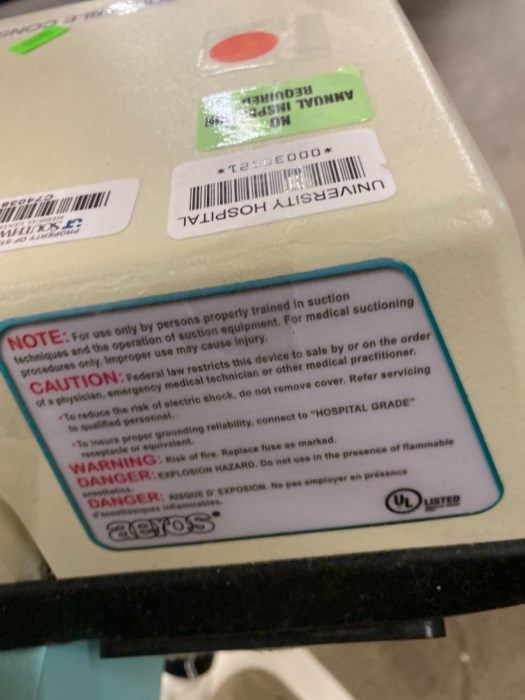 NO
ANNUAL INSPE
REQUIRED
UNIVERSITY HOSPITAL
PROPERTY OF
SOUTHW
NOTE: For use only by persons properly trained in suction
techniques and the operation of suction equipment. For medical suctioning
procedures only. Improper use may cause injury.
CAUTION: Federal law restricts this device to sale by or on the order
of a physician, emergency medical technician or other medical practitioner.
•To reduce the risk of electric shock, do not remove cover. Refer servicing
to qualified personnel.
•To insure proper grounding reliability, connect to "HOSPITAL GRADE"
receptacle or equivalent.
WARNING: Risk of fire. Replace fuse as marked.
DANGER: EXPLOSION HAZARD. Do not use in the presence of flammable
anesthetics.
DANGER: RISQUE D' EXPOSION. Ne pas employer en présence
d'anesthésiques inflammables.
aeros
UL LISTED